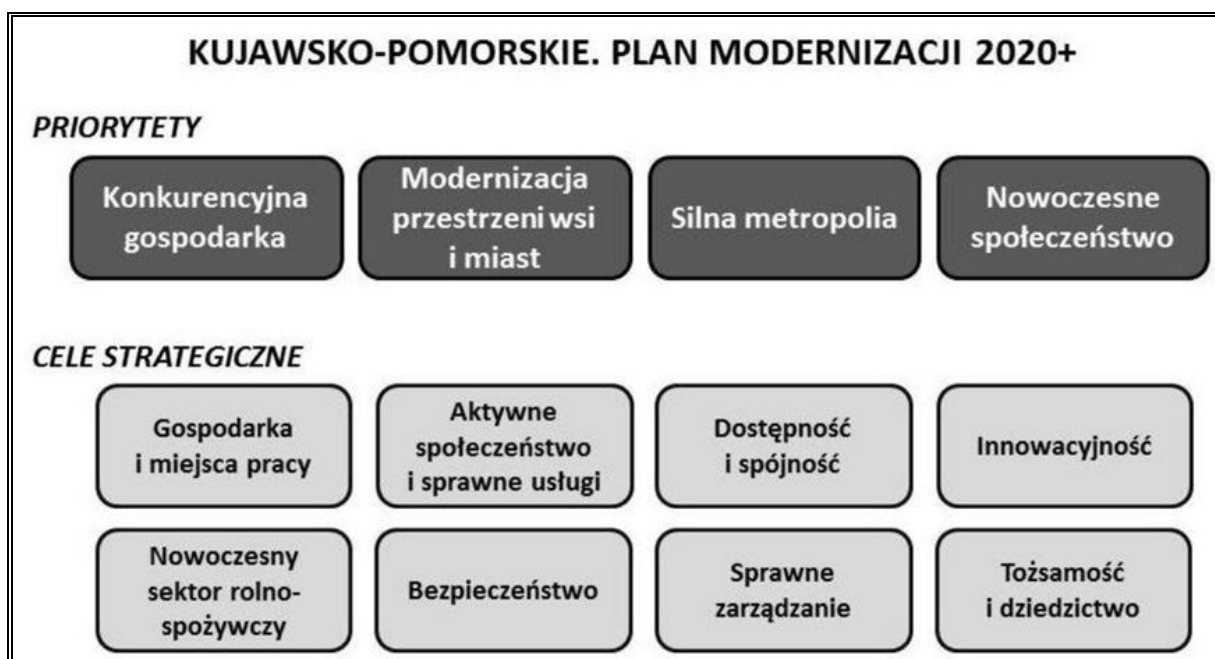 KUJAWSKO-POMORSKIE. PLAN MODERNIZACJI 2020+
PRIORYTETY
Konkurencyjna
gospodarka
Modernizacja
przestrzeni wsi
i miast
Silna metropolia
Nowoczesne
społeczeństwo
CELE STRATEGICZNE
Gospodarka
i miejsca pracy
Aktywne
społeczeństwo
i sprawne usługi
Dostępność
i spójność
Innowacyjność
Nowoczesny
sektor rolno-
spożywczy
Bezpieczeństwo
Sprawne
zarządzanie
Tożsamość
i dziedzictwo